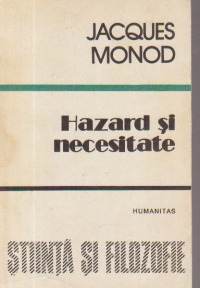 JACQUES
MONOD
Hazard şi
necesitate
HUMANITAS
ŞTIINŢĂ ŞI FILOZOFIE